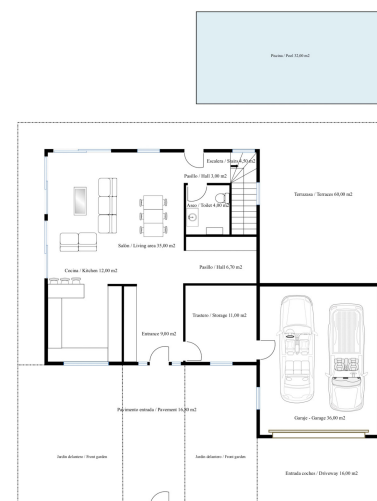 Piscina / Pool 32,00 m2
Escalera / Stairs 4,50 m2
Pasillo / Hall 3,00 m2
Terrazas / Terraces 60,00 m2
Aseo / Toilet 4,00 m2
Salón / Living area 35,00 m2
Cocina / Kitchen 12,00 m2
Pasillo / Hall 6,70 m2
Trastero / Storage 11,00 m2
Entrance 9,00 m2
Pavimento entrada / Pavement 16,00 m2
Garaje - Garage 36,00 m2
Jardín delantero / Front garden
Jardín delantero / Front garden
Entrada coches / Driveway 16,00 m2